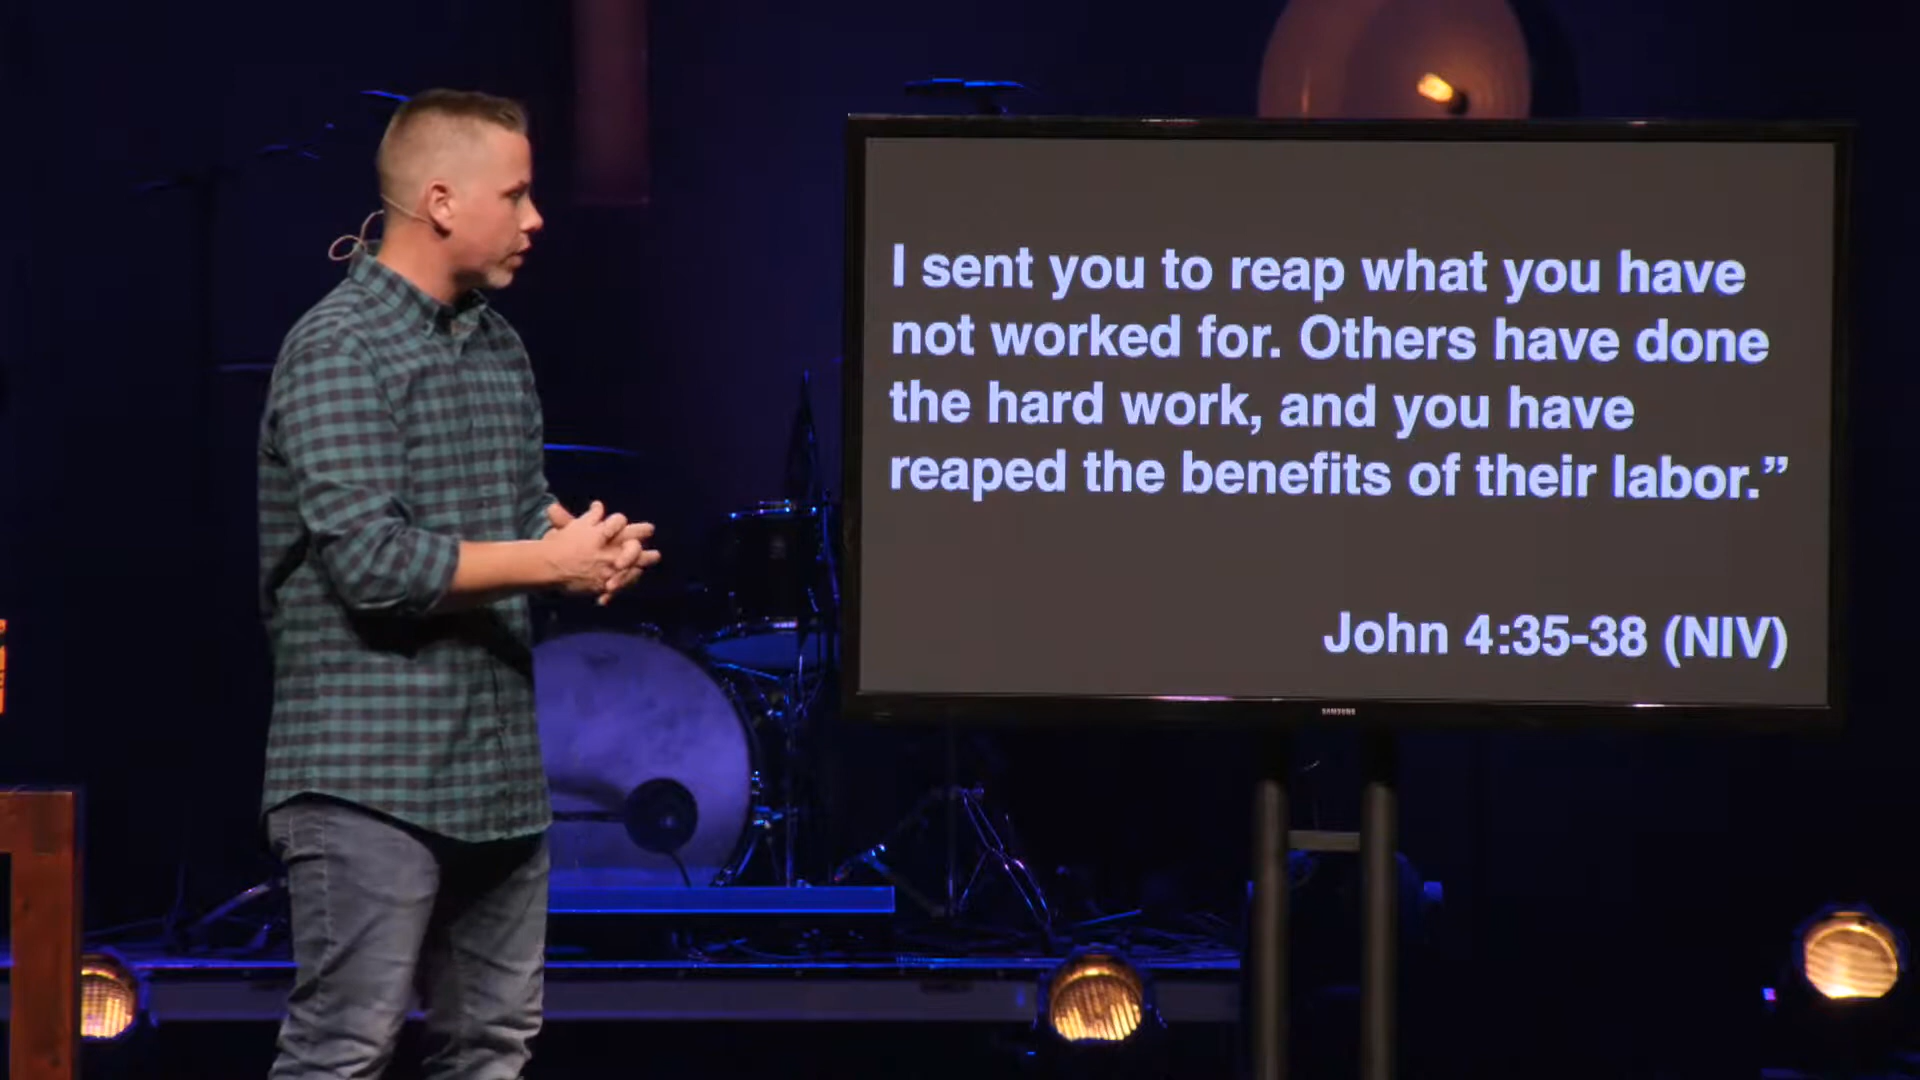 I sent you to reap what you have
not worked for. Others have done
the hard work, and you have
reaped the benefits of their labor.”
John 4:35-38 (NIV)
SAMSUNG